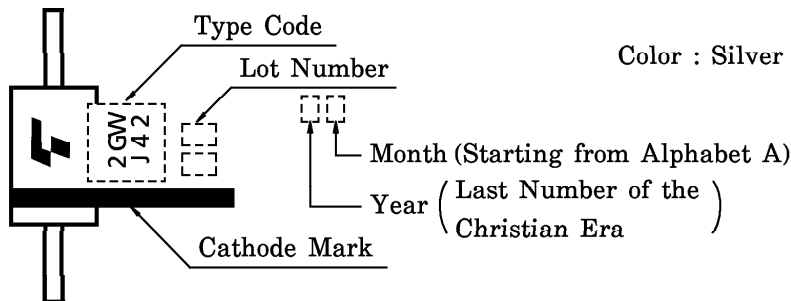 Type Code
Lot Number
Color : Silver
2GW
J42
Month (Starting from Alphabet A)
Year (Last Number of the
Christian Era)
Cathode Mark